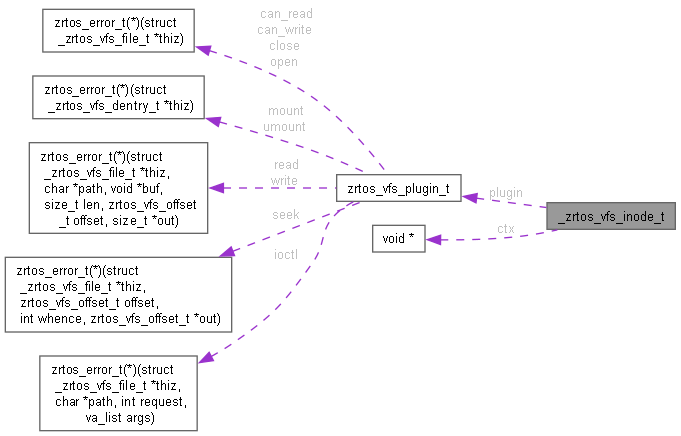 zrtos_error_t(*)(struct
_zrtos_vfs_file_t *thiz)
can_read
can_write
close
open
zrtos_error_t(*)(struct
_zrtos_vfs_dentry_t *thiz)
mount
umount
zrtos_error_t(*)(struct
_zrtos_vfs_file_t *thiz,
char *path, void *buf,
size_t len, zrtos_vfs_offset
_t offset, size_t *out)
read
write
zrtos_vfs_plugin_t
plugin
_zrtos_vfs_inode_t
seek
void *
ctx
ioctl
zrtos_error_t(*)(struct
_zrtos_vfs_file_t *thiz,
zrtos_vfs_offset_t offset,
int whence, zrtos_vfs_offset_t *out)
zrtos_error_t(*)(struct
_zrtos_vfs_file_t *thiz,
char *path, int request,
va_list args)